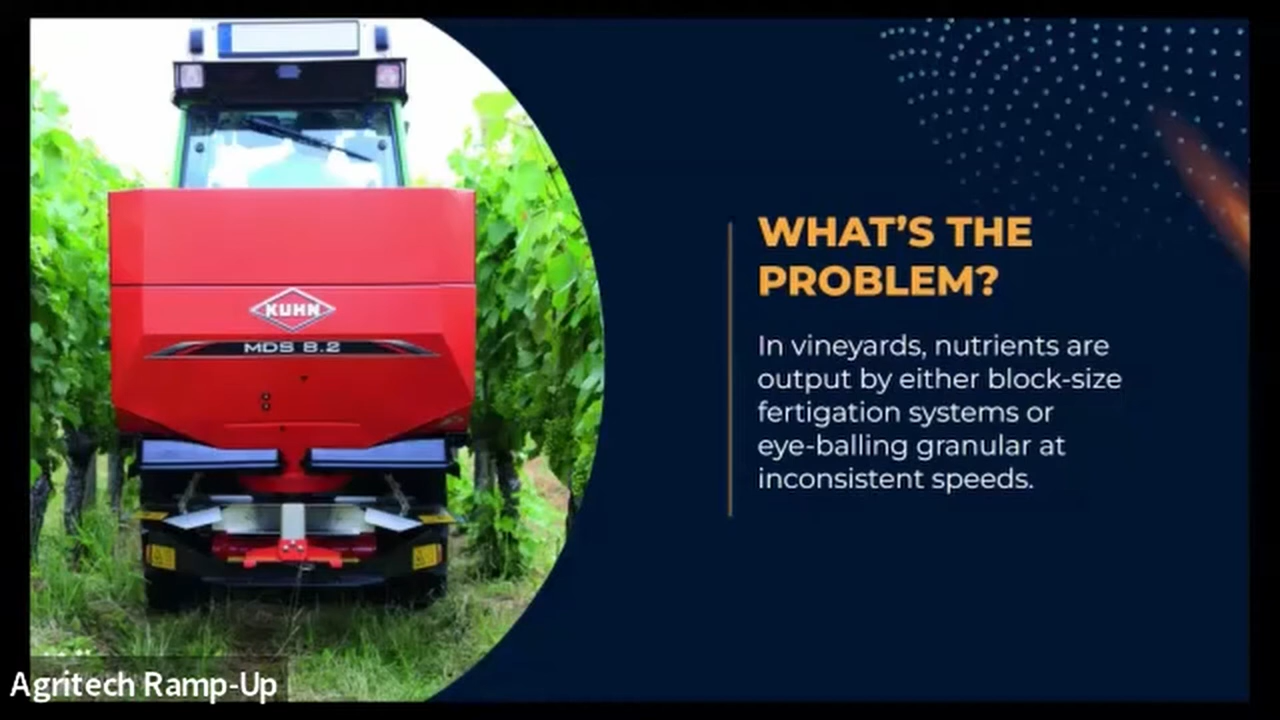 KUHN
MDS 8.2
WHAT'S THE
PROBLEM?
In vineyards, nutrients are
output by either block-size
fertigation systems or
eye-balling granular at
inconsistent speeds.
Agritech Ramp-Up